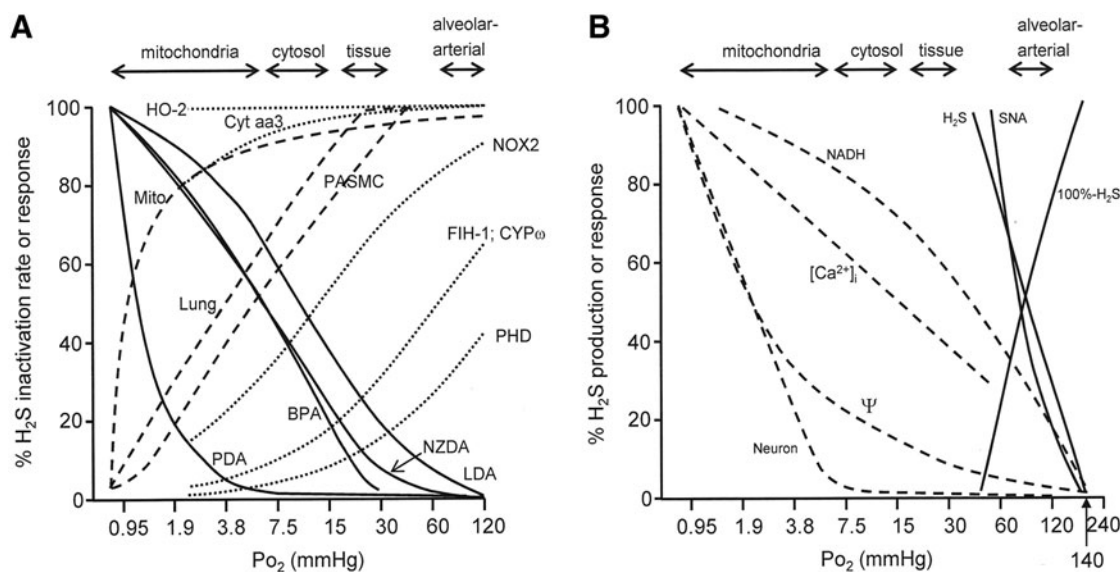 A
mitochondria cytosol tissue alveolar-arterial
% H₂S inactivation rate or response
100
80
60
40
20
0
HO-2
Cyt aa3
NOX2
Mito
PASMC
FIH-1; CYPω
Lung
PHD
BPA
NZDA
PDA
LDA
0.95 1.9 3.8 7.5 15 30 60 120
Po₂ (mmHg)
B
mitochondria cytosol tissue alveolar-arterial
% H₂S production or response
100
80
60
40
20
0
H₂S SNA
NADH
100%-H₂S
[Ca²⁺]ᵢ
Ψ
Neuron
0.95 1.9 3.8 7.5 15 30 60 120 240
Po₂ (mmHg)
140